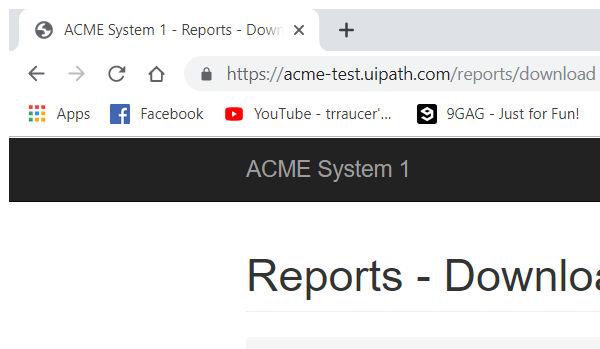 ACME System 1 - Reports - Down
https://acme-test.uipath.com/reports/download
Apps Facebook YouTube - trraucer'... 9GAG - Just for Fun!
ACME System 1
Reports - Downloa